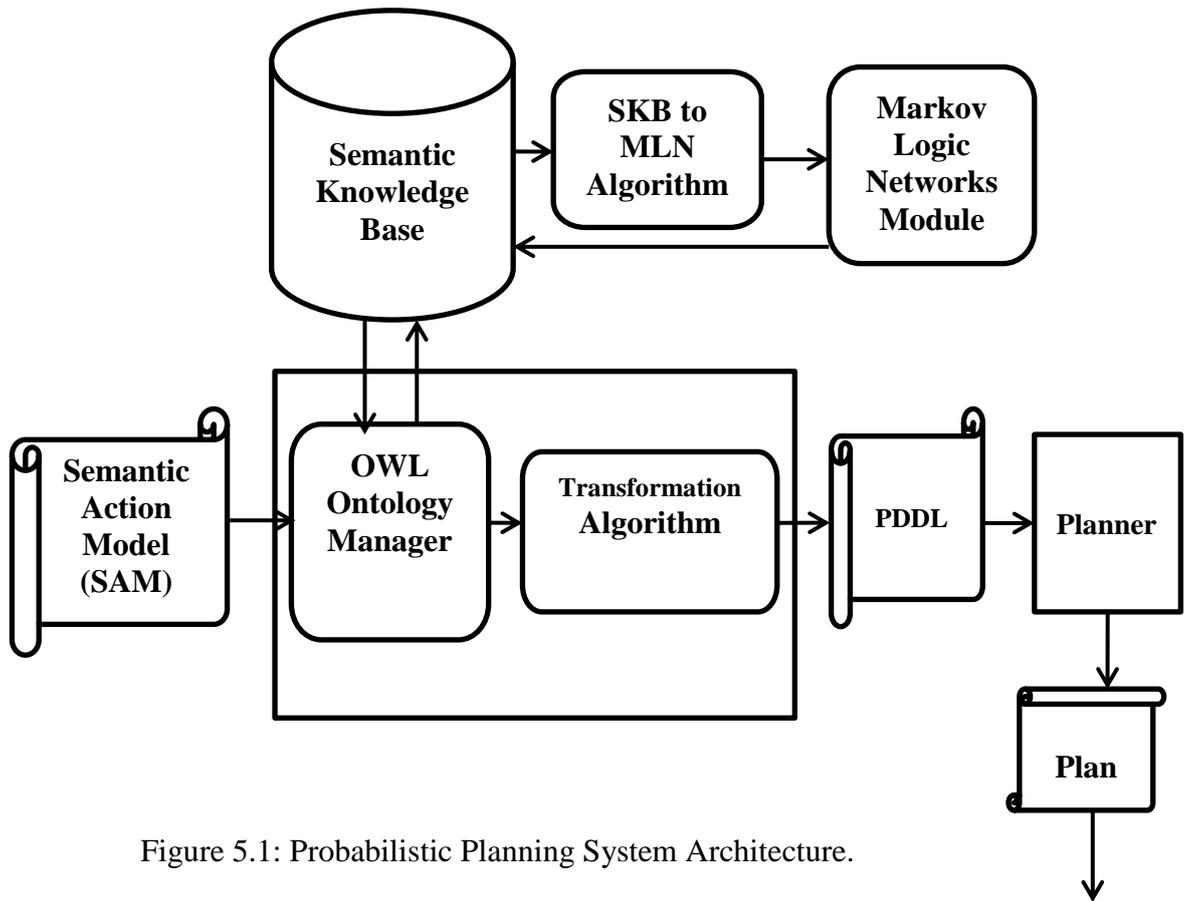 Semantic
Knowledge
Base
SKB to
MLN
Algorithm
Markov
Logic
Networks
Module
Semantic
Action
Model
(SAM)
OWL
Ontology
Manager
Transformation
Algorithm
PDDL
Planner
Plan
Figure 5.1: Probabilistic Planning System Architecture.